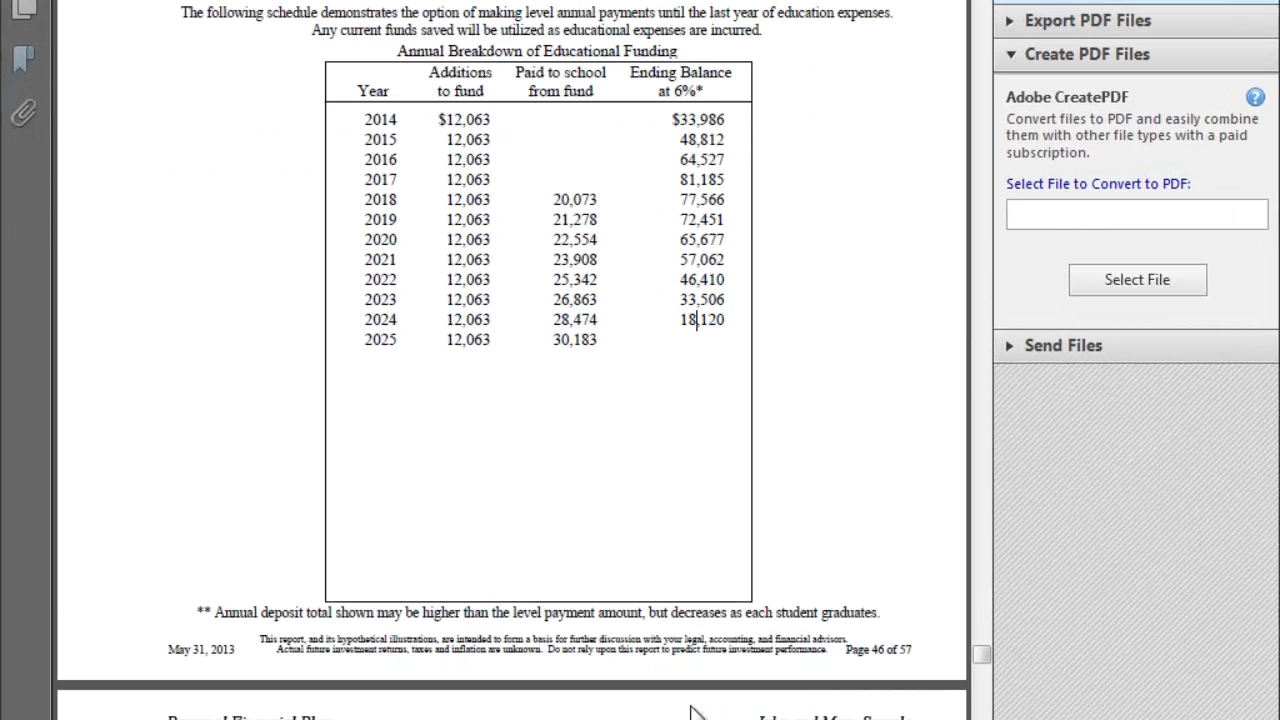 The following schedule demonstrates the option of making level annual payments until the last year of education expenses.
Any current funds saved will be utilized as educational expenses are incurred.
Annual Breakdown of Educational Funding
Additions Paid to school Ending Balance
Year to fund from fund at 6%*
2014 $12,063 $33,986
2015 12,063 48,812
2016 12,063 64,527
2017 12,063 81,185
2018 12,063 20,073 77,566
2019 12,063 21,278 72,451
2020 12,063 22,554 65,677
2021 12,063 23,908 57,062
2022 12,063 25,342 46,410
2023 12,063 26,863 33,506
2024 12,063 28,474 18,120
2025 12,063 30,183
** Annual deposit total shown may be higher than the level payment amount, but decreases as each student graduates.
This report, and its hypothetical illustrations, are intended to form a basis for further discussion with your legal, accounting, and financial advisors.
May 31, 2013 Actual future investment returns, taxes and inflation are unknown. Do not rely upon this report to predict future investment performance. Page 46 of 57
Export PDF Files
Create PDF Files
Adobe CreatePDF
Convert files to PDF and easily combine
them with other file types with a paid
subscription.
Select File to Convert to PDF:
Select File
Send Files